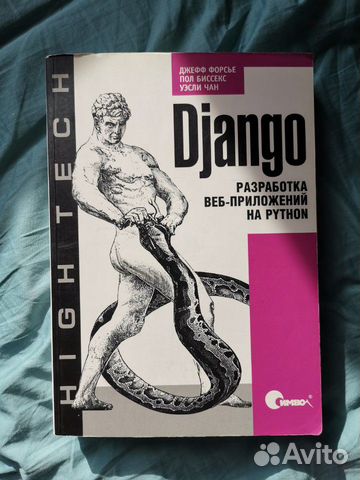 HIGH TECH
ДЖЕФФ ФОРСЬЕ
ПОЛ БИССЕКС
УЭСЛИ ЧАН
Django
РАЗРАБОТКА
ВЕБ-ПРИЛОЖЕНИЙ
НА PYTHON
СИМВОЛ
Avito